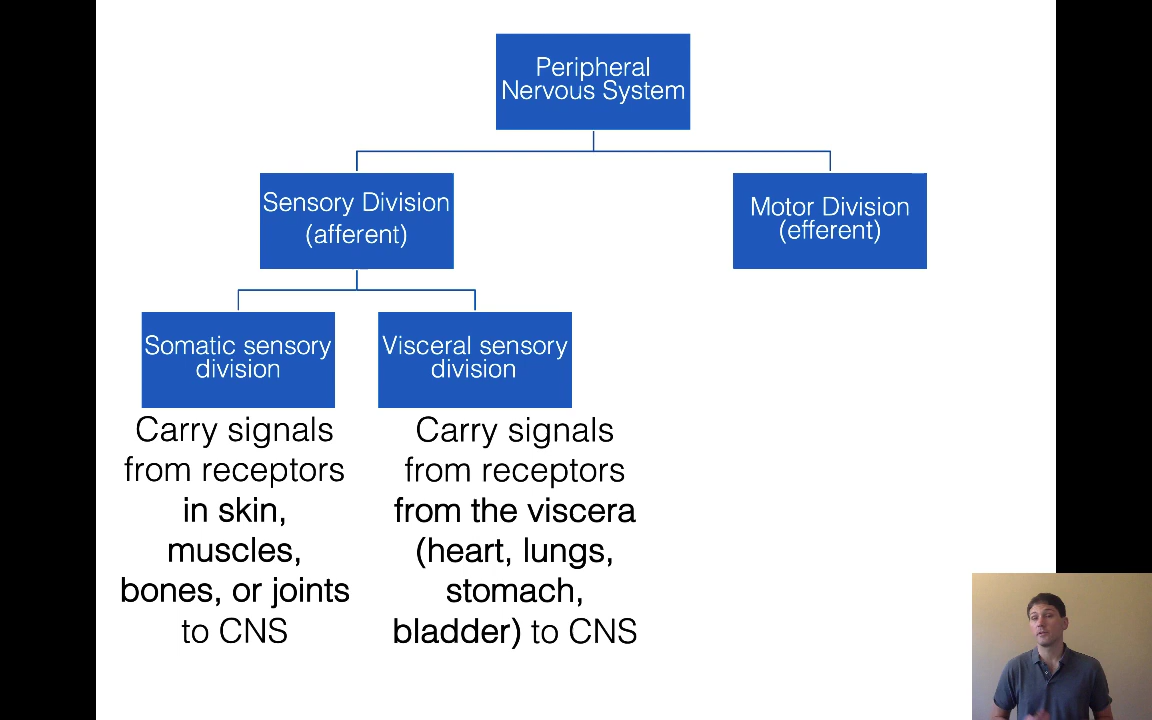 Peripheral
Nervous System
Sensory Division
(afferent)
Motor Division
(efferent)
Somatic sensory
division
Visceral sensory
division
Carry signals
from receptors
in skin,
muscles,
bones, or joints
to CNS
Carry signals
from receptors
from the viscera
(heart, lungs,
stomach,
bladder) to CNS